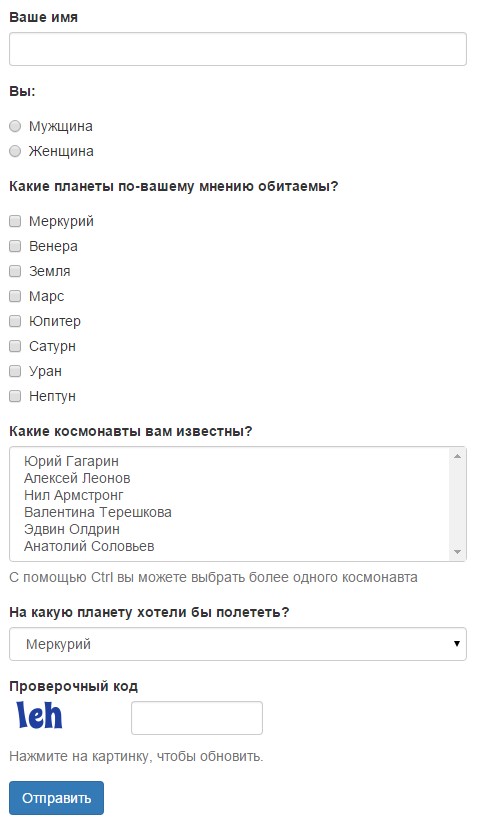 Ваше имя
Вы:
Мужщина
Женщина
Какие планеты по-вашему мнению обитаемы?
Меркурий
Венера
Земля
Марс
Юпитер
Сатурн
Уран
Нептун
Какие космонавты вам известны?
Юрий Гагарин
Алексей Леонов
Нил Армстронг
Валентина Терешкова
Эдвин Олдрин
Анатолий Соловьев
С помощью Ctrl вы можете выбрать более одного космонавта
На какую планету хотели бы полететь?
Меркурий
Проверочный код
leh
Нажмите на картинку, чтобы обновить.
Отправить